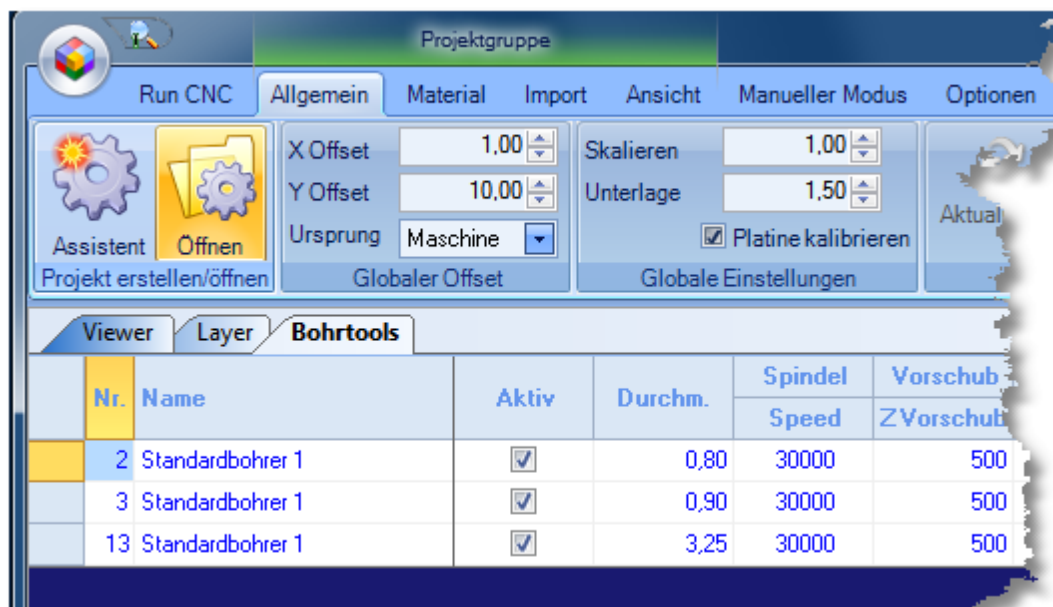 Projektgruppe
Run CNC Allgemein Material Import Ansicht Manueller Modus Optionen
X Offset 1,00 Skalieren 1,00
Y Offset 10,00 Unterlage 1,50
Assistent Öffnen Ursprung Maschine Platine kalibrieren Aktual
Projekt erstellen/öffnen Globaler Offset Globale Einstellungen
Viewer Layer Bohrtools
Nr. Name Aktiv Durchm. Spindel Vorschub
Speed ZVorschub
2 Standardbohrer 1 0,80 30000 500
3 Standardbohrer 1 0,90 30000 500
13 Standardbohrer 1 3,25 30000 500